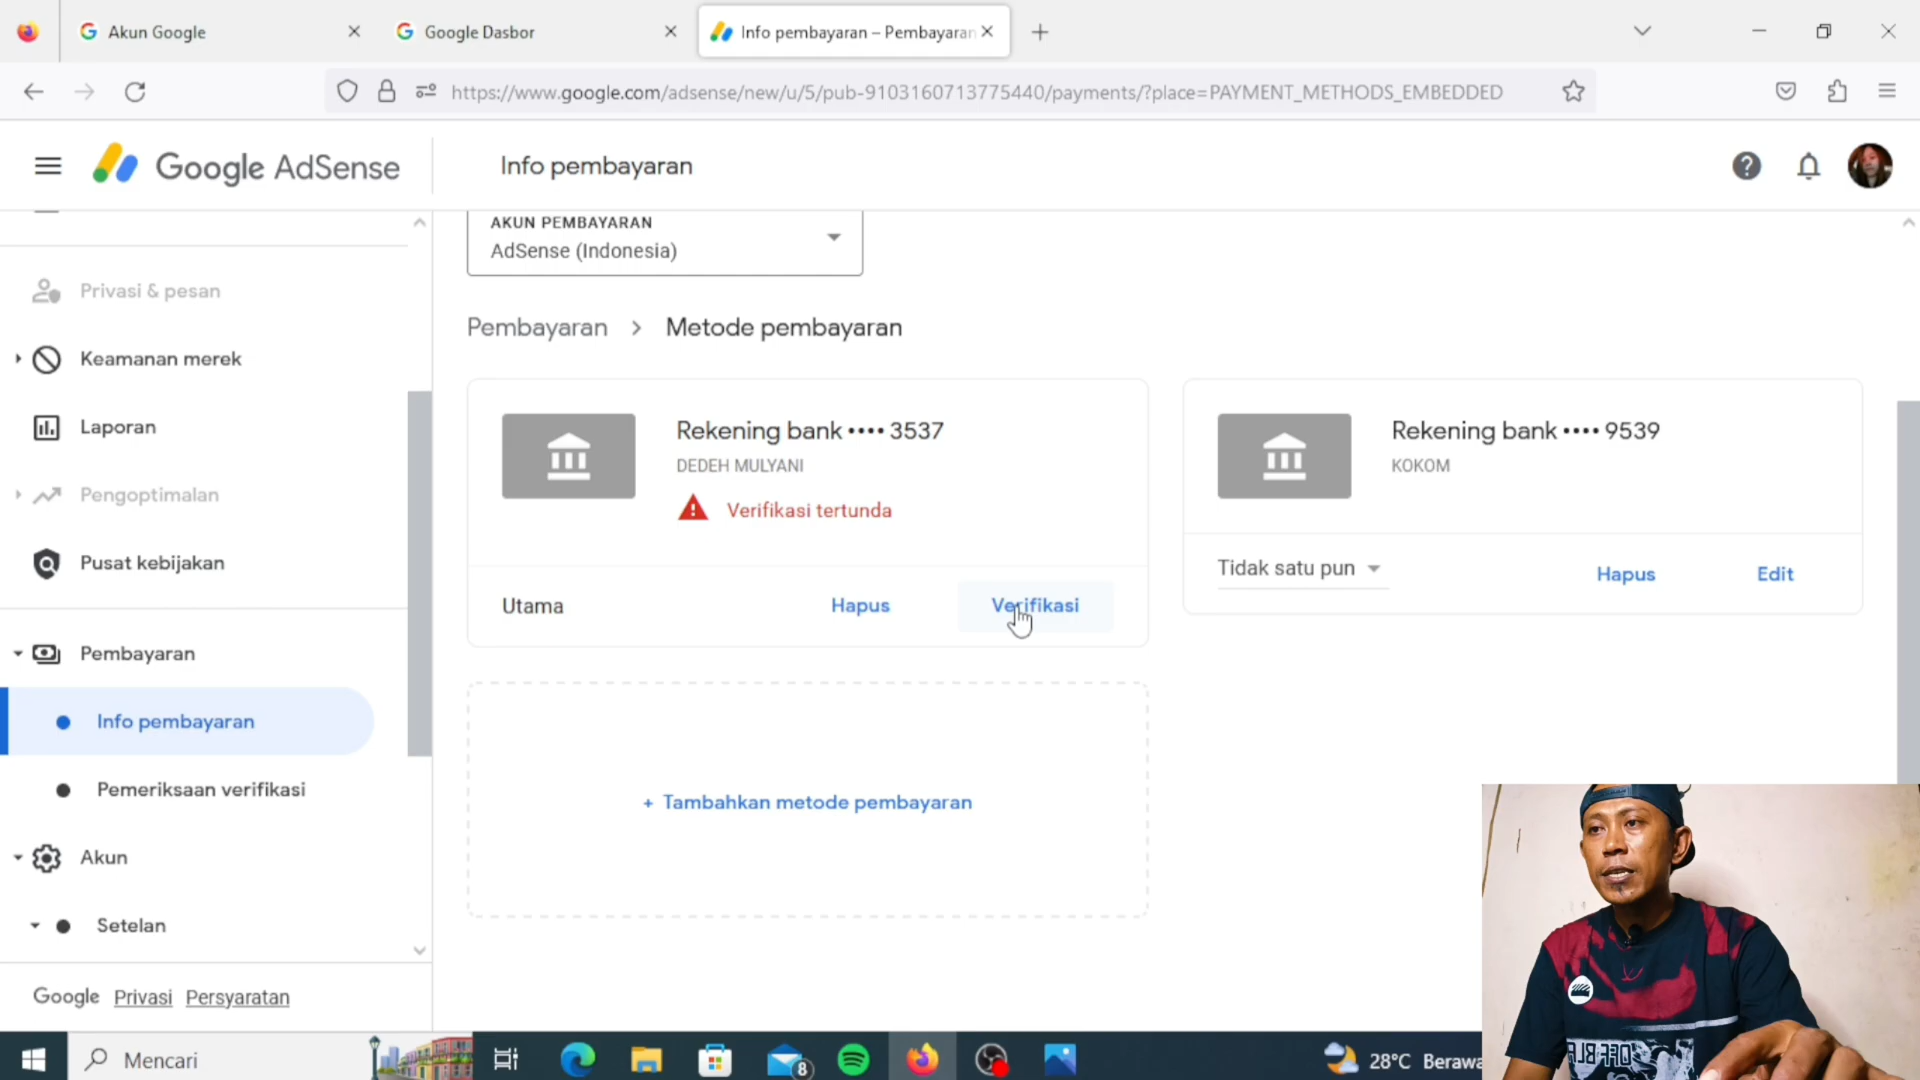 Akun Google
Google Dasbor
Info pembayaran – Pembayaran
https://www.google.com/adsense/new/u/5/pub-9103160713775440/payments/?place=PAYMENT_METHODS_EMBEDDED
Google AdSense
Info pembayaran
AKUN PEMBAYARAN
AdSense (Indonesia)
Privasi & pesan
Keamanan merek
Laporan
Pengoptimalan
Pusat kebijakan
Pembayaran
Info pembayaran
Pemeriksaan verifikasi
Akun
Setelan
Google Privasi Persyaratan
Pembayaran > Metode pembayaran
Rekening bank •••• 3537
DEDEH MULYANI
Verifikasi tertunda
Utama Hapus Verifikasi
Rekening bank •••• 9539
KOKOM
Tidak satu pun Hapus Edit
+ Tambahkan metode pembayaran
Mencari
8
28°C Berawa